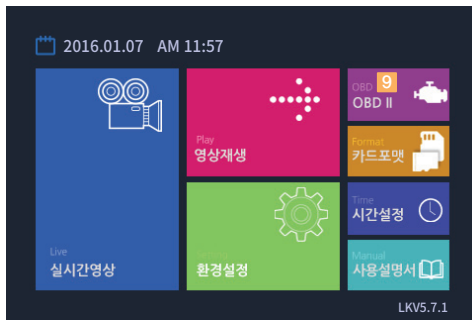 2016.01.07 AM 11:57
Live
실시간영상
Play
영상재생
환경설정
OBD 9
OBD II
Format
카드포맷
Time
시간설정
Manual
사용설명서
LKV5.7.1